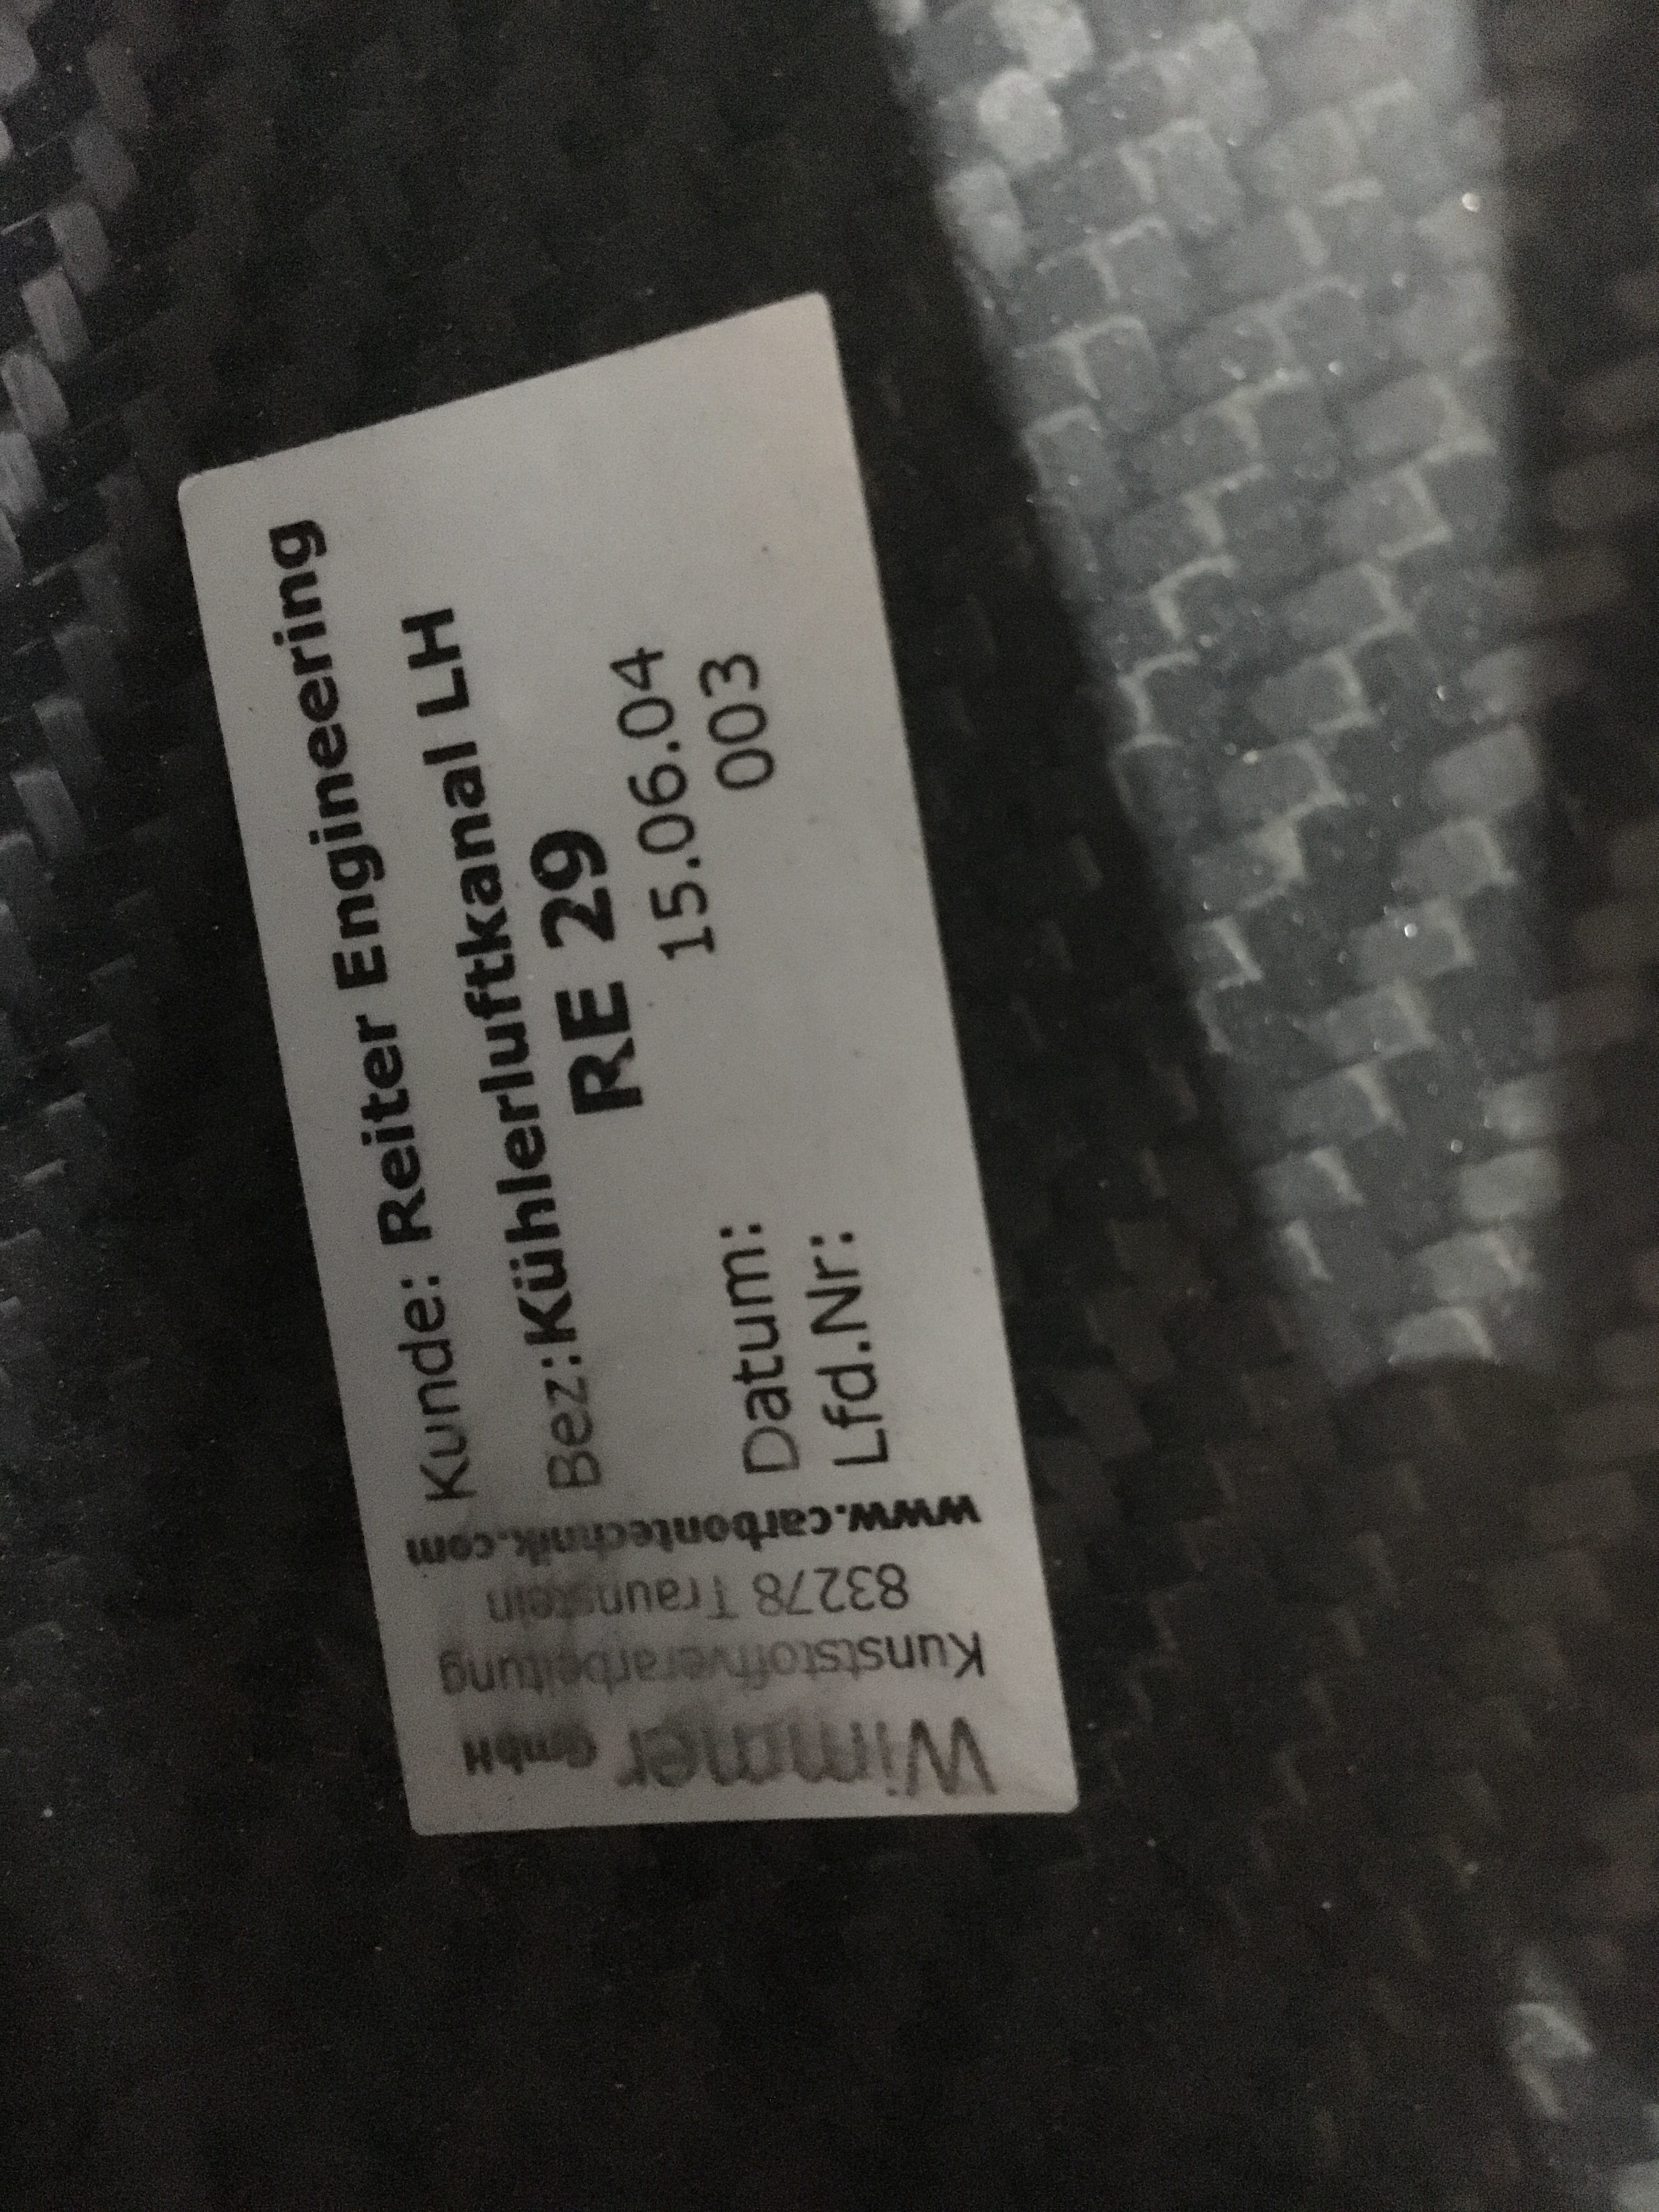 Kunde: Reiter Engineering
Bez:Kühlerluftkanal LH
RE 29
Datum: 15.06.04
Lfd.Nr: 003
Wimmer GmbH
Kunststoffverarbeitung
83278 Traunstein
www.carbontechnik.com